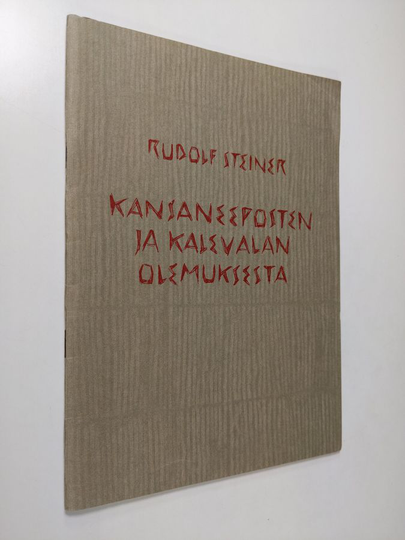 RUDOLF STEINER
KANSANEEPOSTEN
JA KALEVALAN
OLEMUKSESTA